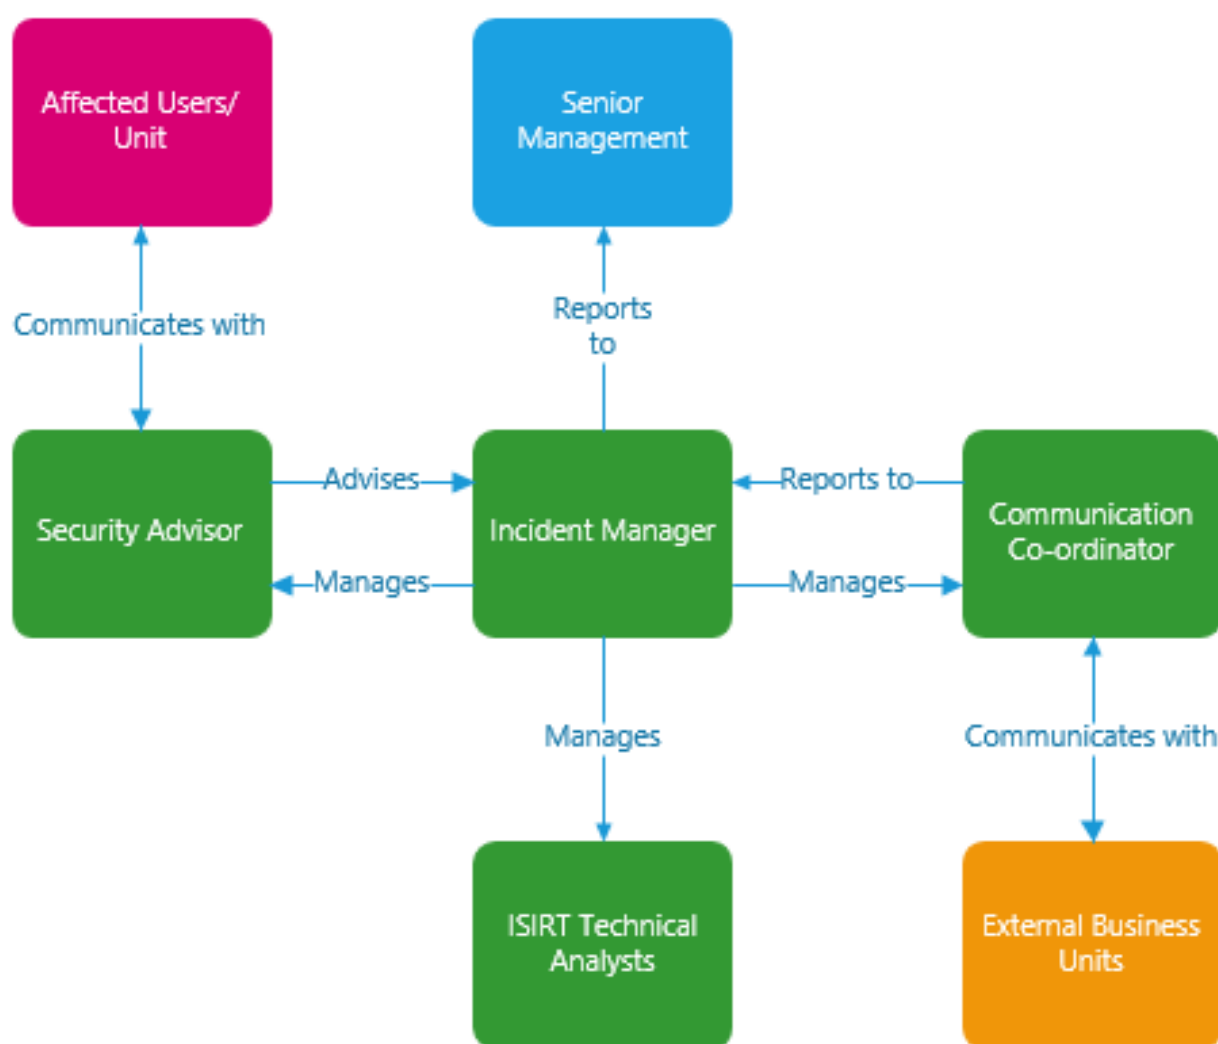 Affected Users/
Unit
Senior
Management
Communicates with
Reports
to
Security Advisor
Advises
Manages
Incident Manager
Reports to
Manages
Communication
Co-ordinator
Manages
Communicates with
ISIRT Technical
Analysts
External Business
Units